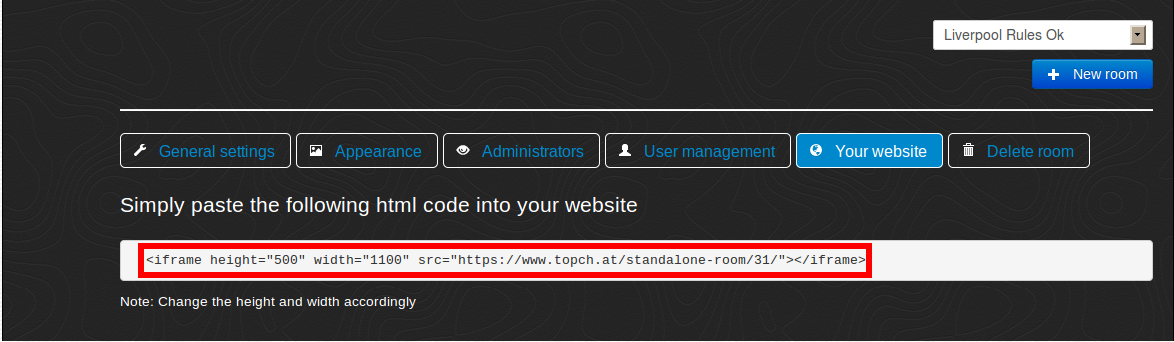 Liverpool Rules Ok
New room
General settings Appearance Administrators User management Your website Delete room
Simply paste the following html code into your website
<iframe height="500" width="1100" src="https://www.topch.at/standalone-room/31/"></iframe>
Note: Change the height and width accordingly